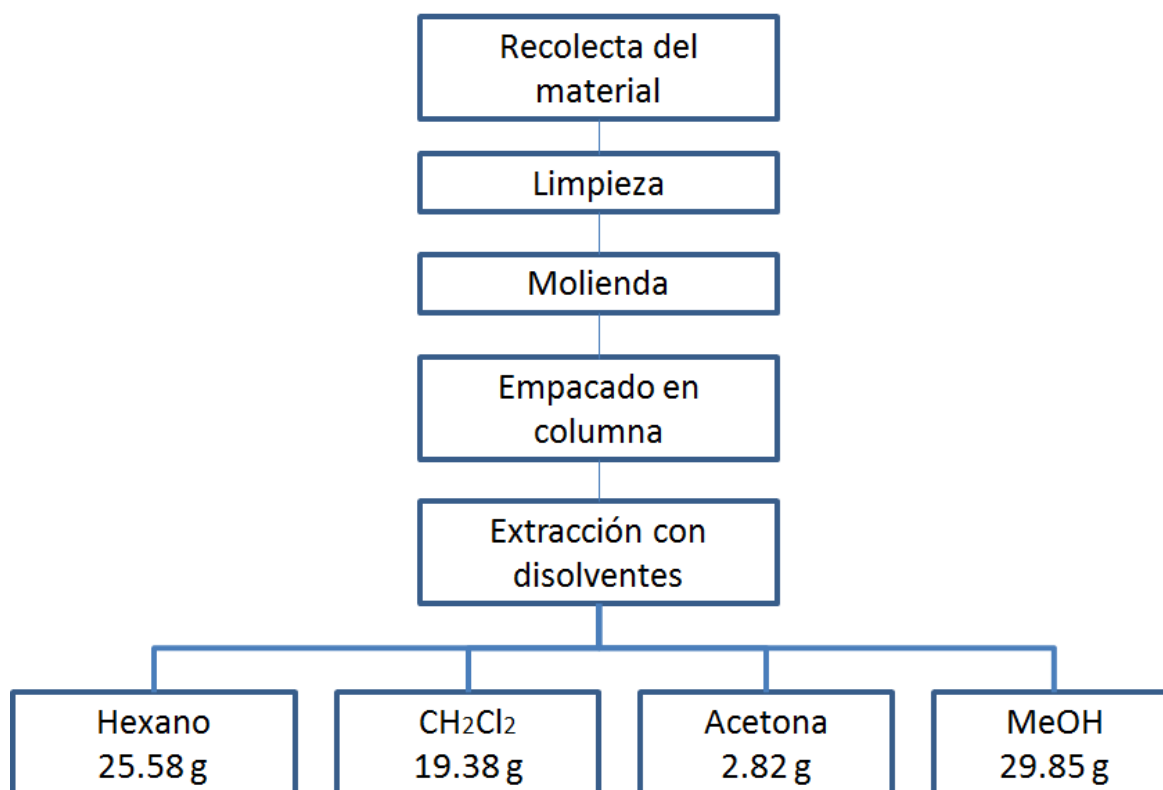 Recolecta del
material
Limpieza
Molienda
Empacado en
columna
Extracción con
disolventes
Hexano
25.58 g
CH₂Cl₂
19.38 g
Acetona
2.82 g
MeOH
29.85 g